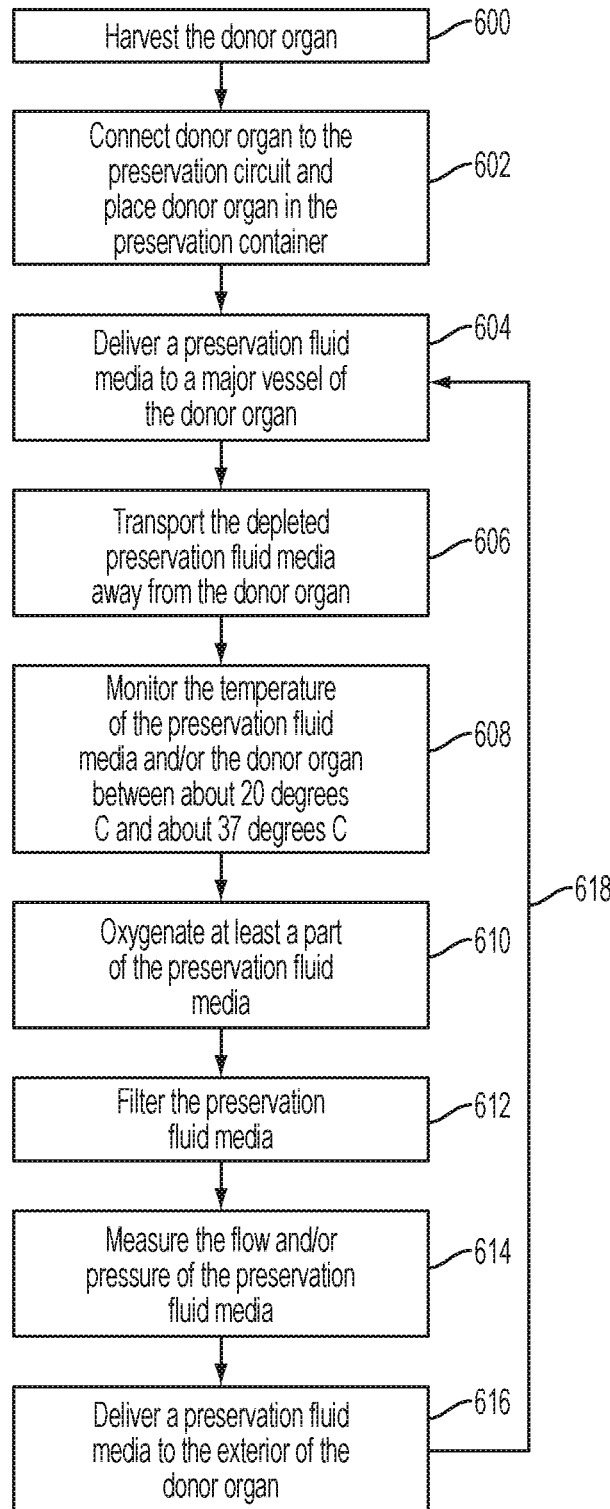 Harvest the donor organ
600
Connect donor organ to the
preservation circuit and
place donor organ in the
preservation container
602
Deliver a preservation fluid
media to a major vessel of
the donor organ
604
Transport the depleted
preservation fluid media
away from the donor organ
606
Monitor the temperature
of the preservation fluid
media and/or the donor organ
between about 20 degrees
C and about 37 degrees C
608
618
Oxygenate at least a part
of the preservation fluid
media
610
Filter the preservation
fluid media
612
Measure the flow and/or
pressure of the preservation
fluid media
614
Deliver a preservation fluid
media to the exterior of the
donor organ
616